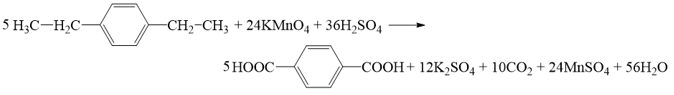 5 H₃C−H₂C− −CH₂−CH₃ + 24KMnO₄ + 36H₂SO₄ ⟶
5 HOOC− −COOH + 12K₂SO₄ + 10CO₂ + 24MnSO₄ + 56H₂O